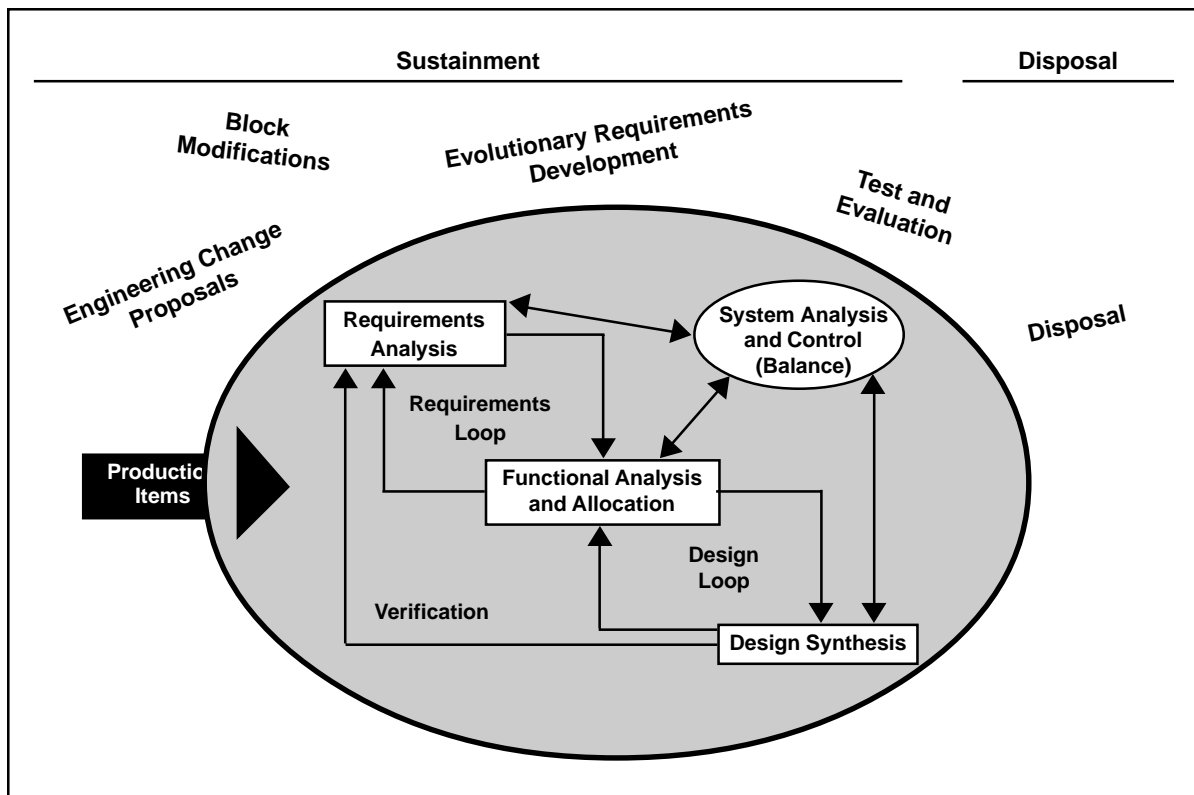 Sustainment
Disposal
Block
Modifications
Evolutionary Requirements
Development
Test and
Evaluation
Engineering Change
Proposals
Disposal
Requirements
Analysis
System Analysis
and Control
(Balance)
Requirements
Loop
Functional Analysis
and Allocation
Productio
Items
Design
Loop
Verification
Design Synthesis